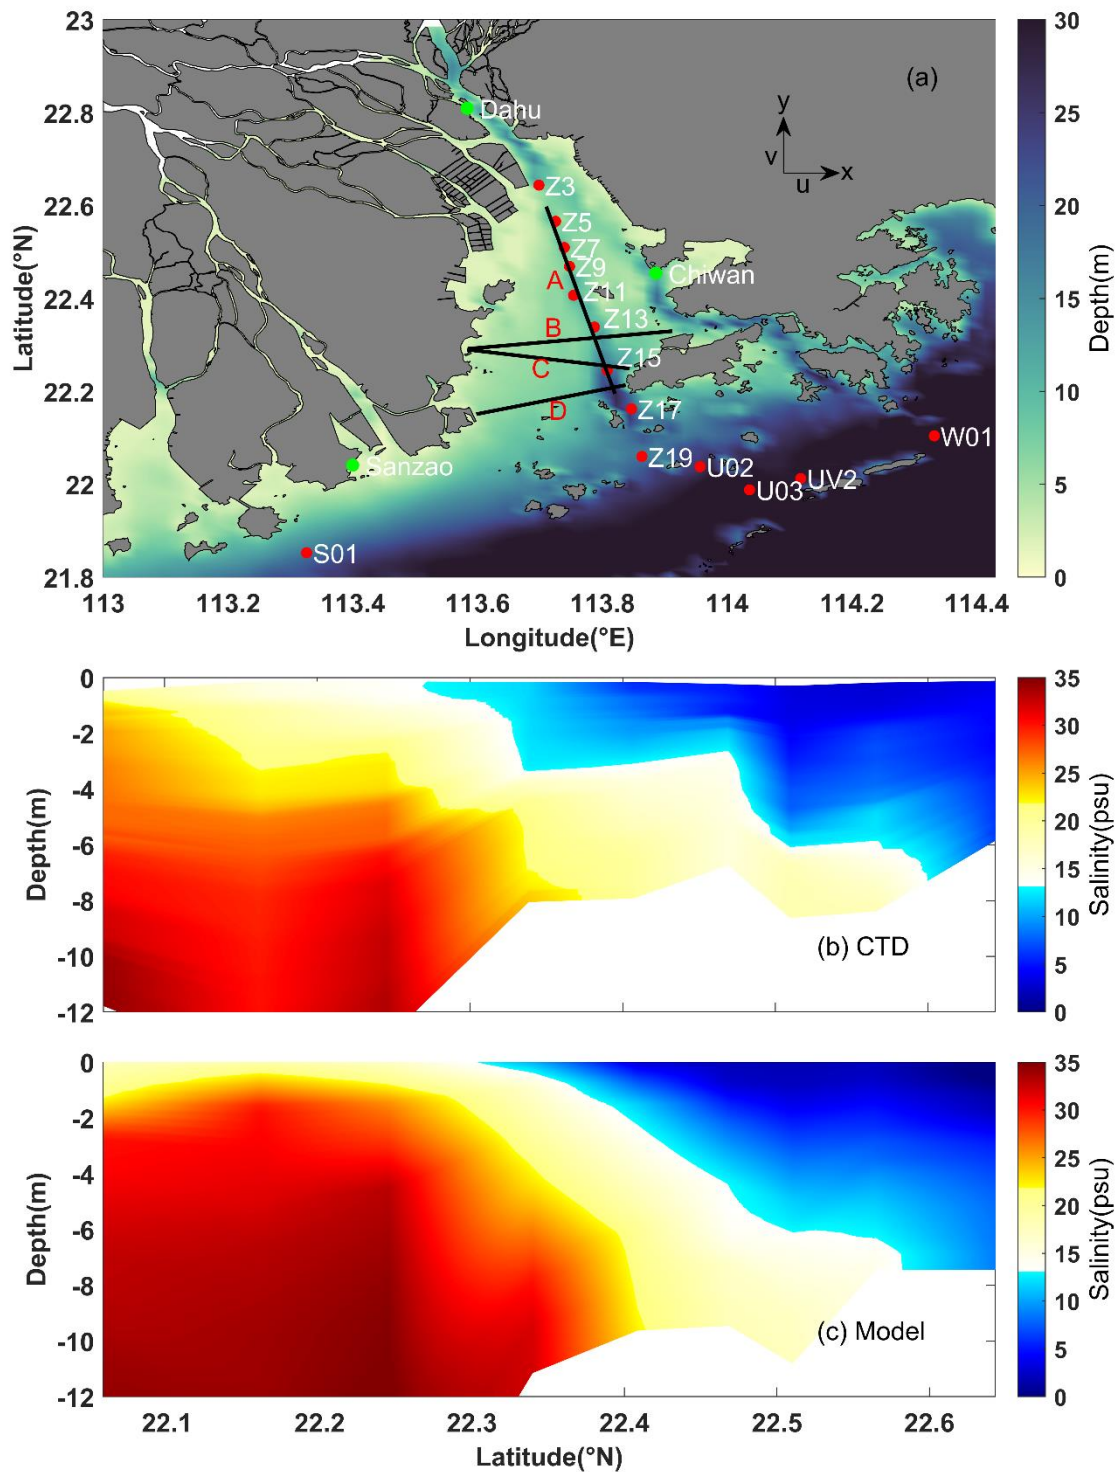 23
22.8
22.6
22.4
22.2
22
21.8
Latitude(°N)
(a)
Dahu
y
v
x
u
Z3
Z5
Z7
Z9
Chiwan
A
Z11
Z13
B
Z15
C
D
Z17
W01
Sanzao
Z19
U02
UV2
U03
S01
113
113.2
113.4
113.6
113.8
114
114.2
114.4
Longitude(°E)
30
25
20
15
10
5
0
Depth(m)
0
-2
-4
-6
-8
-10
-12
Depth(m)
(b) CTD
35
30
25
20
15
10
5
0
Salinity(psu)
0
-2
-4
-6
-8
-10
-12
Depth(m)
(c) Model
35
30
25
20
15
10
5
0
Salinity(psu)
22.1
22.2
22.3
22.4
22.5
22.6
Latitude(°N)